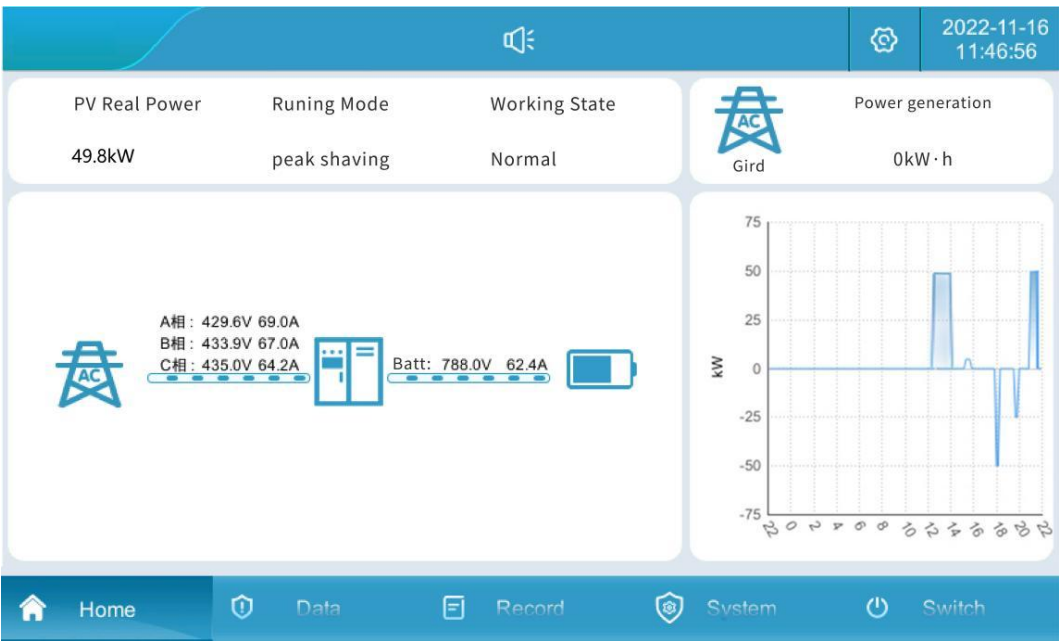 2022-11-16
11:46:56
PV Real Power
Runing Mode
Working State
49.8kW
peak shaving
Normal
AC
Gird
Power generation
0kW·h
A相: 429.6V 69.0A
B相: 433.9V 67.0A
C相: 435.0V 64.2A
AC
Batt: 788.0V 62.4A
75
50
25
0
-25
-50
-75
kW
22 0 2 4 6 8 10 12 14 16 18 20 22
Home
Data
Record
System
Switch